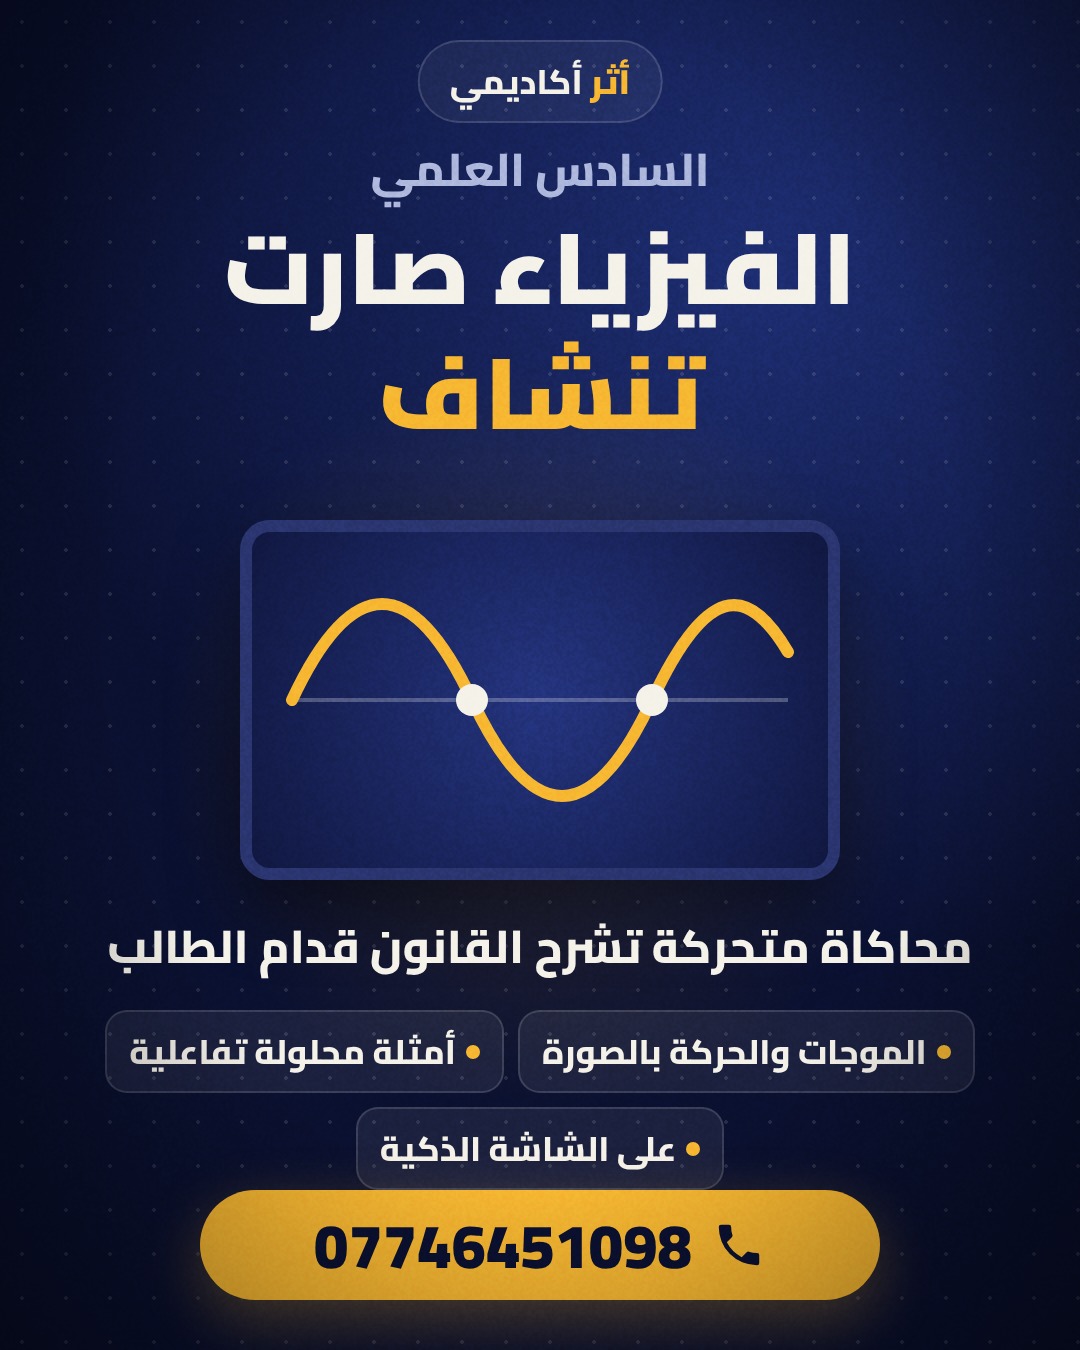 أثر أكاديمي
السادس العلمي
الفيزياء صارت
تنشاف
محاكاة متحركة تشرح القانون قدام الطالب
الموجات والحركة بالصورة
أمثلة محلولة تفاعلية
على الشاشة الذكية
07746451098